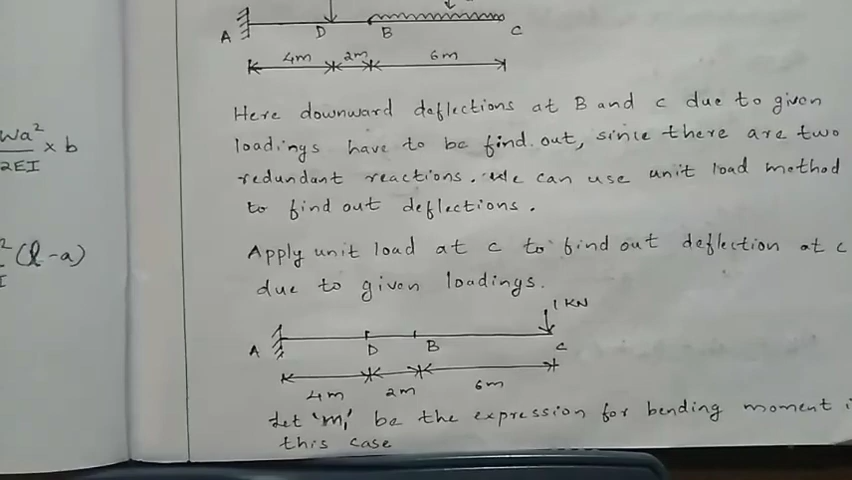 A D B C
4m 2m 6m
Here downward deflections at B and c due to given
loadings have to be find out, since there are two
redundant reactions. We can use unit load method
to find out deflections.
Apply unit load at c to find out deflection at c
due to given loadings.
1 KN
A D B C
4m 2m 6m
Let 'm₁' be the expression for bending moment i
this case
Wa²
2EI
x b
(l-a)